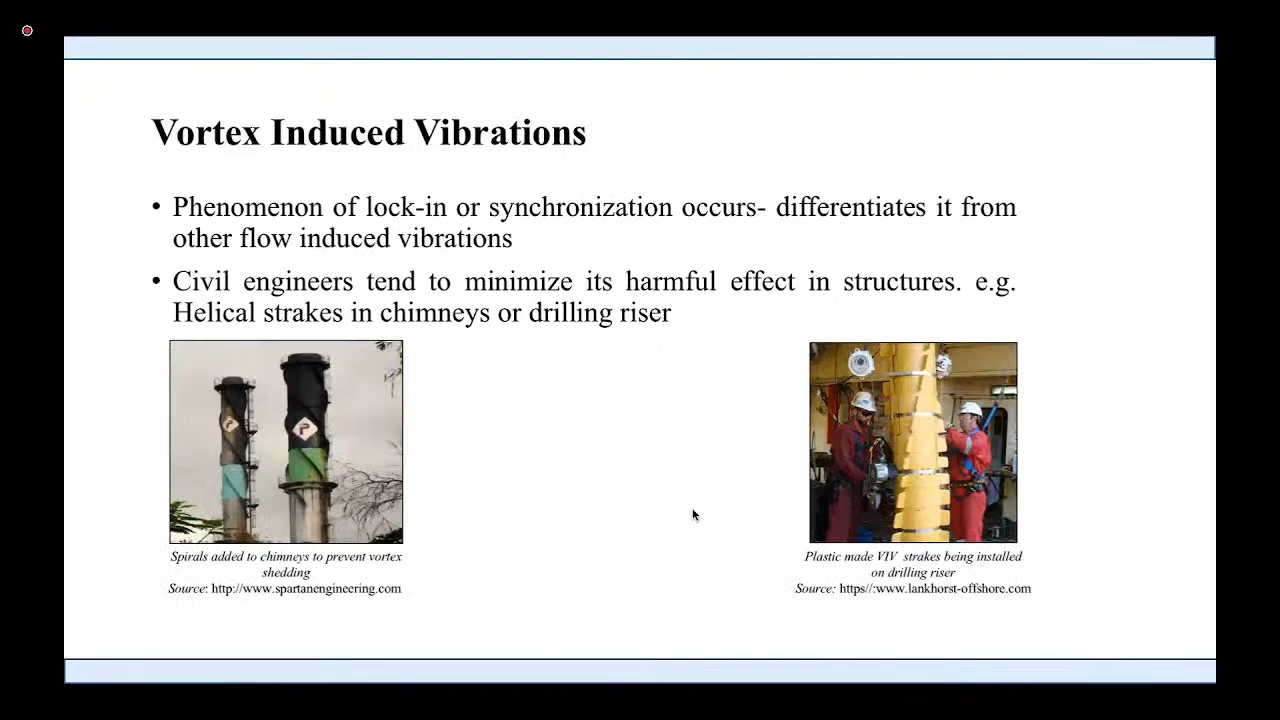 Vortex Induced Vibrations
• Phenomenon of lock-in or synchronization occurs- differentiates it from
other flow induced vibrations
• Civil engineers tend to minimize its harmful effect in structures. e.g.
Helical strakes in chimneys or drilling riser
Spirals added to chimneys to prevent vortex
shedding
Source: http://www.spartanengineering.com
Plastic made VIV strakes being installed
on drilling riser
Source: https//:www.lankhorst-offshore.com